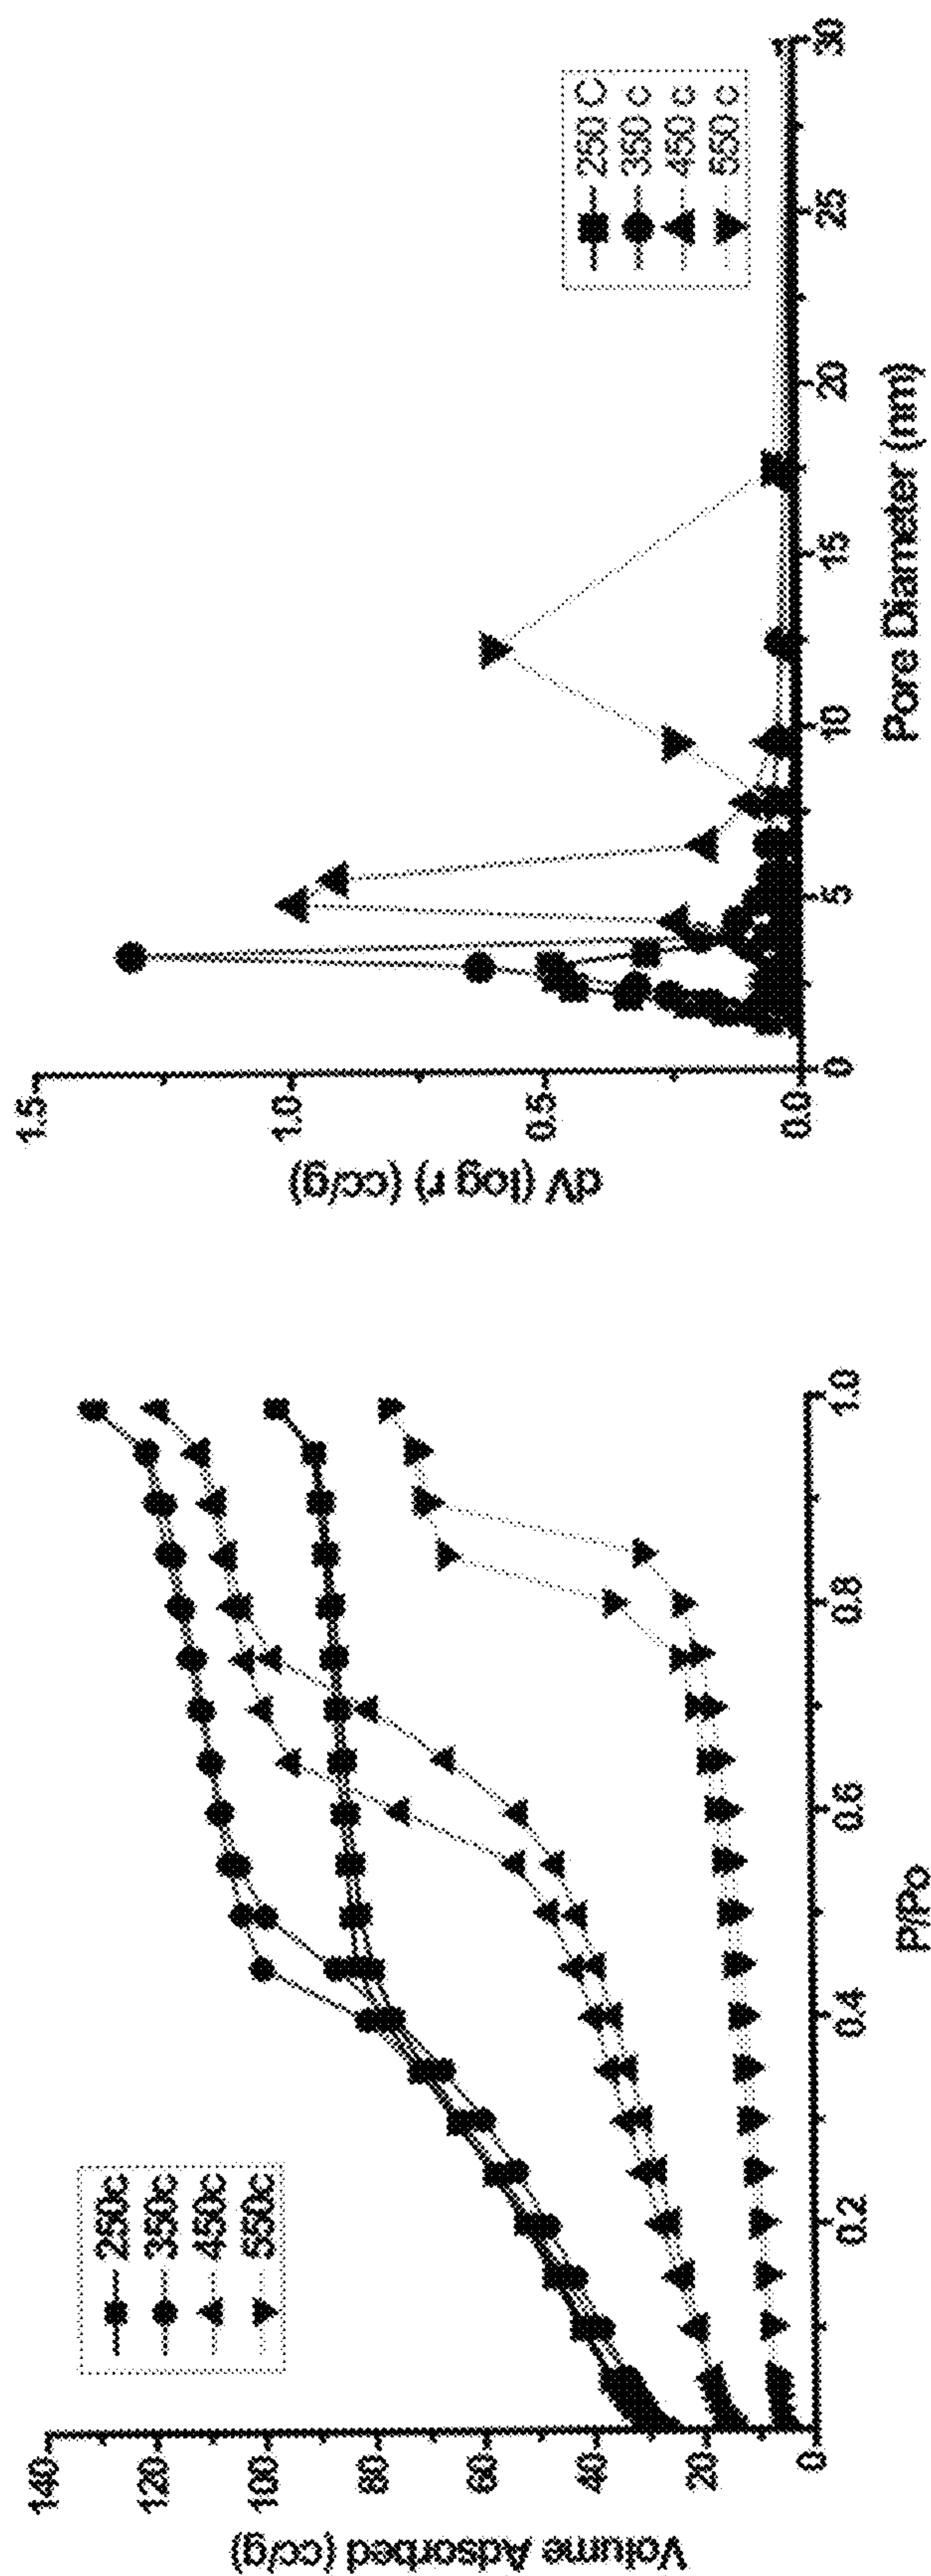 140
120
100
80
60
40
20
0
Volume Adsorbed (cc/g)
250c
350c
450c
550c
0.2
0.4
0.6
0.8
1.0
P/Po
1.5
1.0
0.5
0.0
dV (log r) (cc/g)
250 C
350 c
450 c
550 c
0
5
10
15
20
25
30
Pore Diameter (nm)